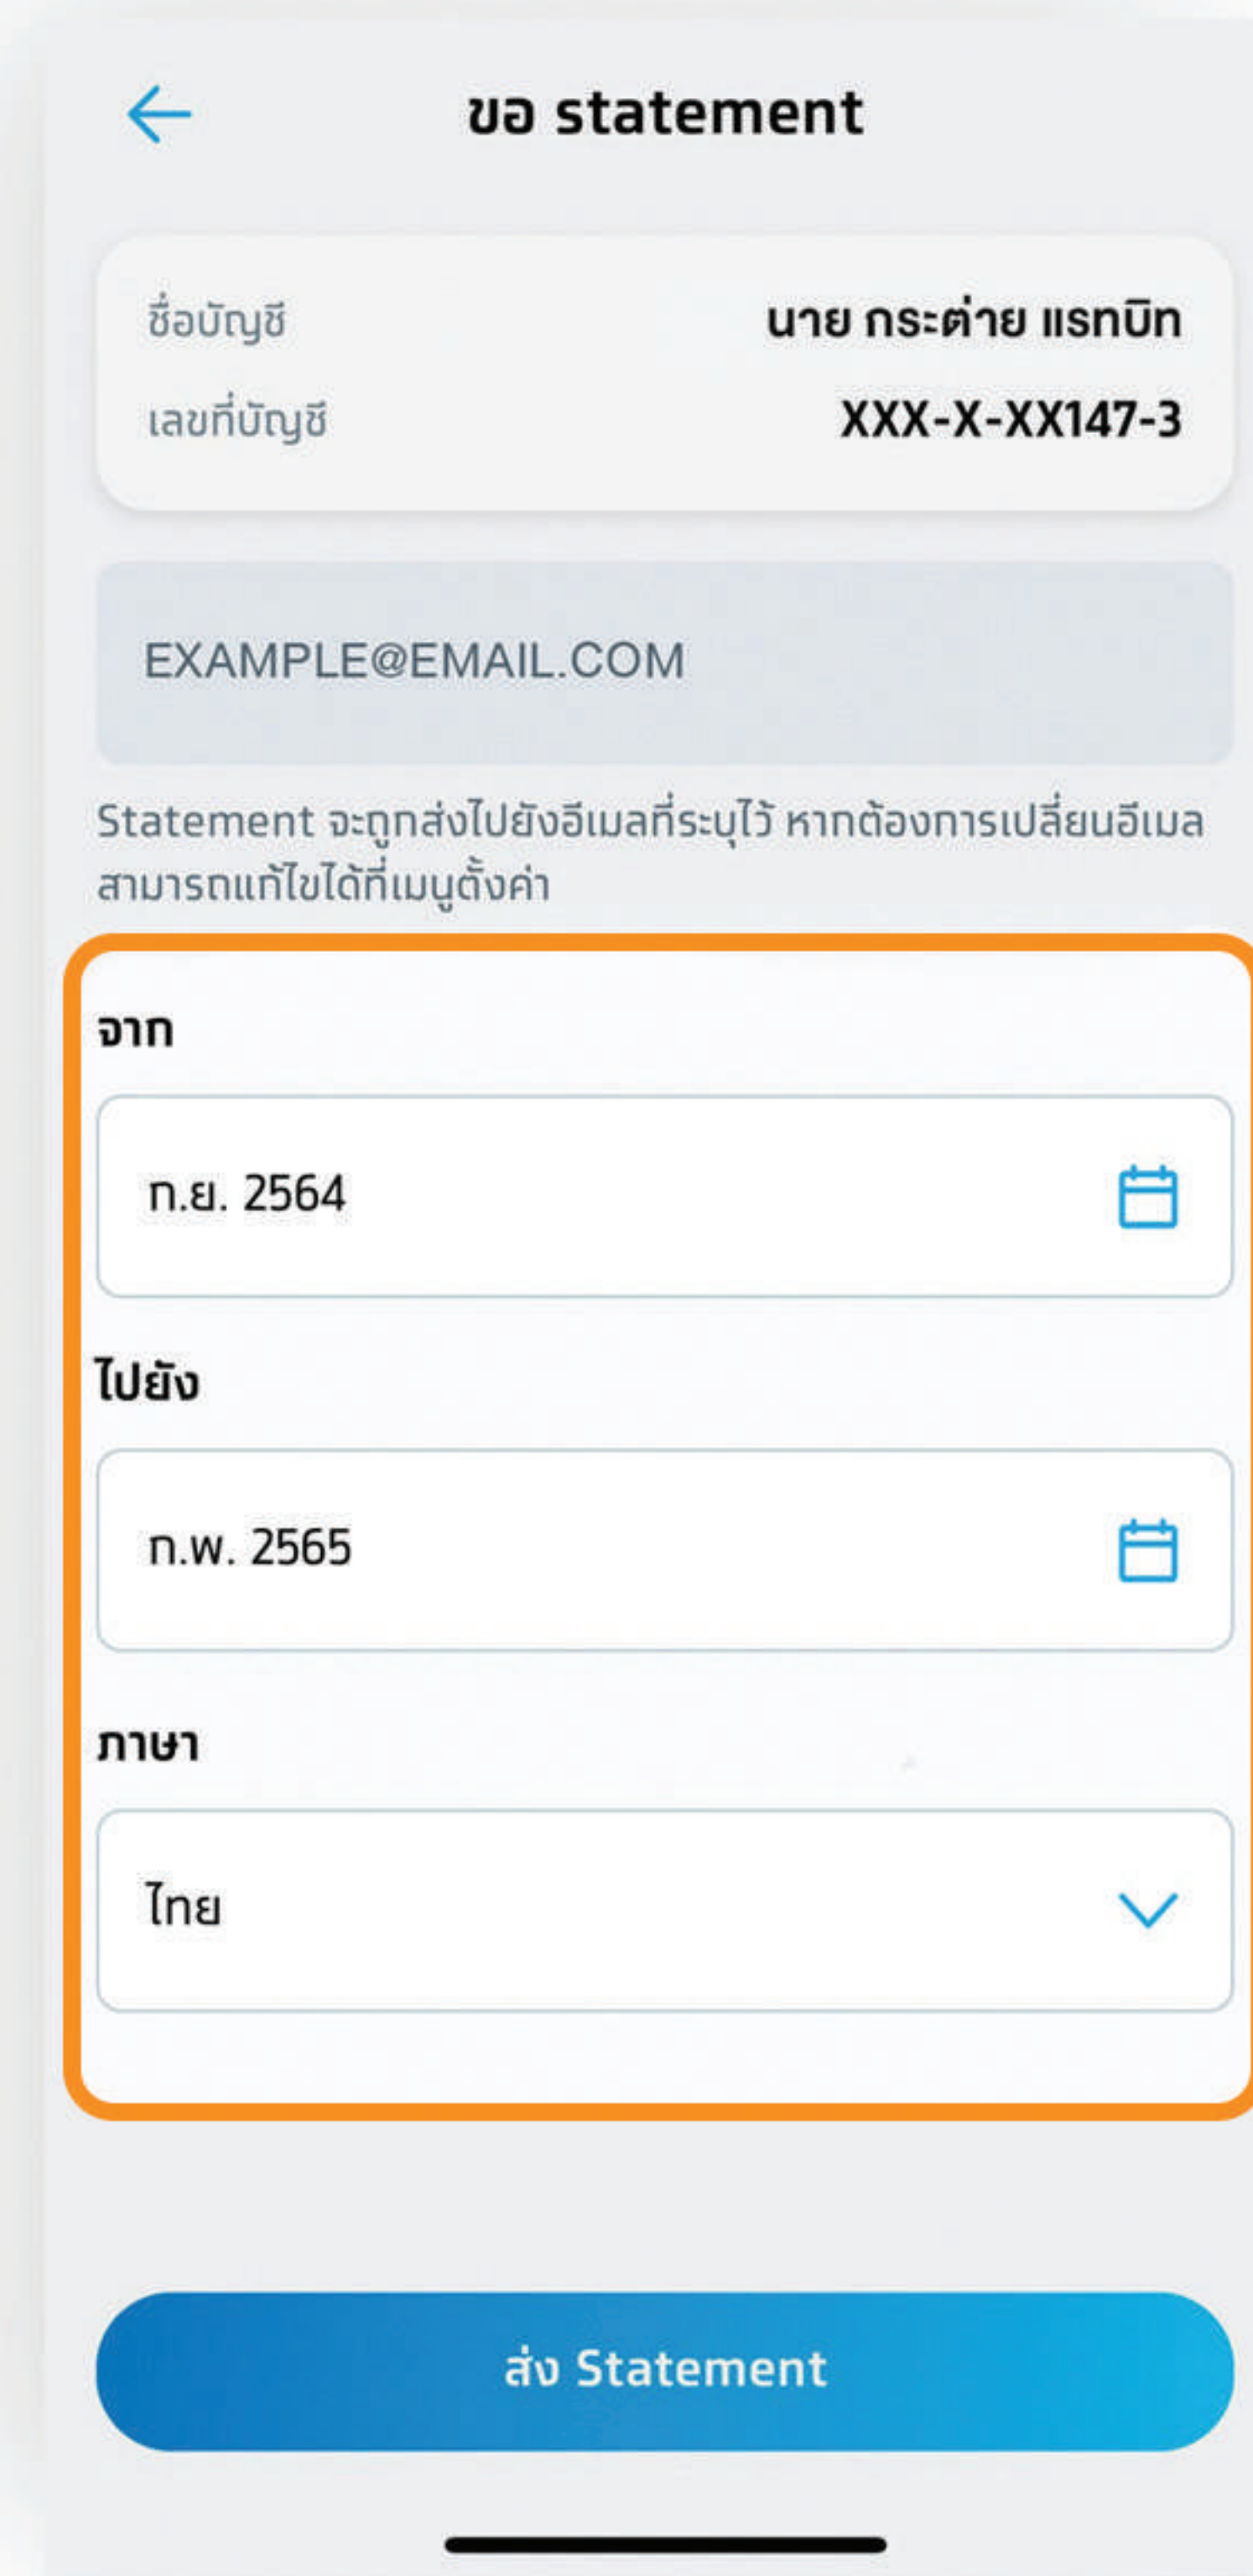 ขอ statement
ชื่อบัญชี นาย กระต่าย แรทบิท
เลขที่บัญชี XXX-X-XX147-3
EXAMPLE@EMAIL.COM
Statement จะถูกส่งไปยังอีเมลที่ระบุไว้ หากต้องการเปลี่ยนอีเมล
สามารถแก้ไขได้ที่เมนูตั้งค่า
จาก
ก.ย. 2564
ไปยัง
ก.พ. 2565
ภาษา
ไทย
ส่ง Statement